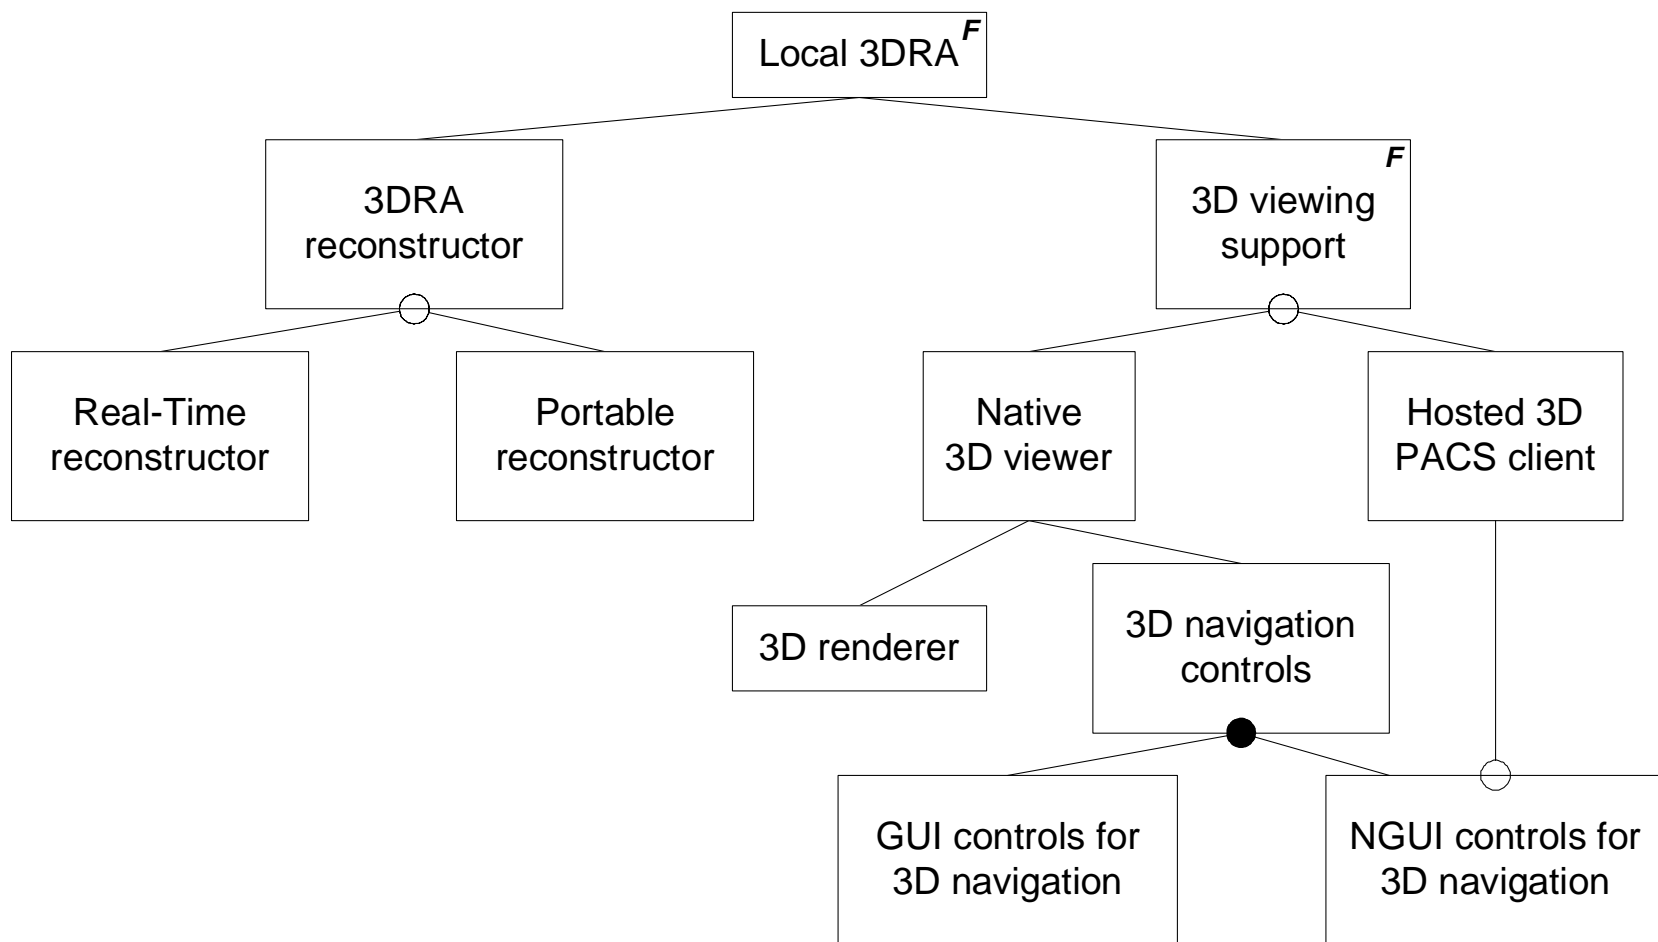 Local 3DRA F
3DRA
reconstructor
F
3D viewing
support
Real-Time
reconstructor
Portable
reconstructor
Native
3D viewer
Hosted 3D
PACS client
3D renderer
3D navigation
controls
GUI controls for
3D navigation
NGUI controls for
3D navigation